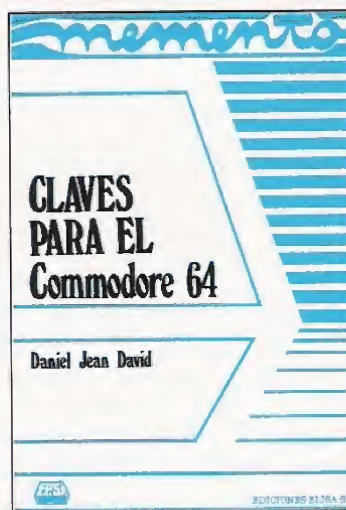 memento
CLAVES
PARA EL
Commodore 64
Daniel Jean David
EDICIONES ELISA S